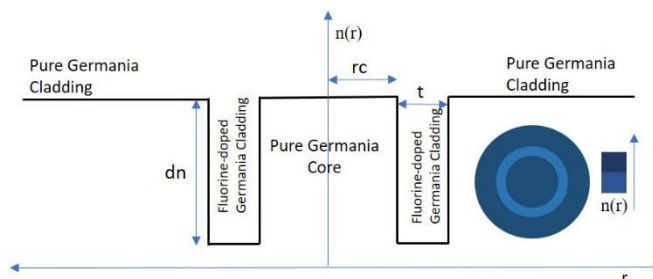 n(r)
Pure Germania
Cladding
Pure Germania
Cladding
rc
t
Fluorine-doped
Germania Cladding
Pure Germania
Core
Fluorine-doped
Germania Cladding
dn
n(r)
r